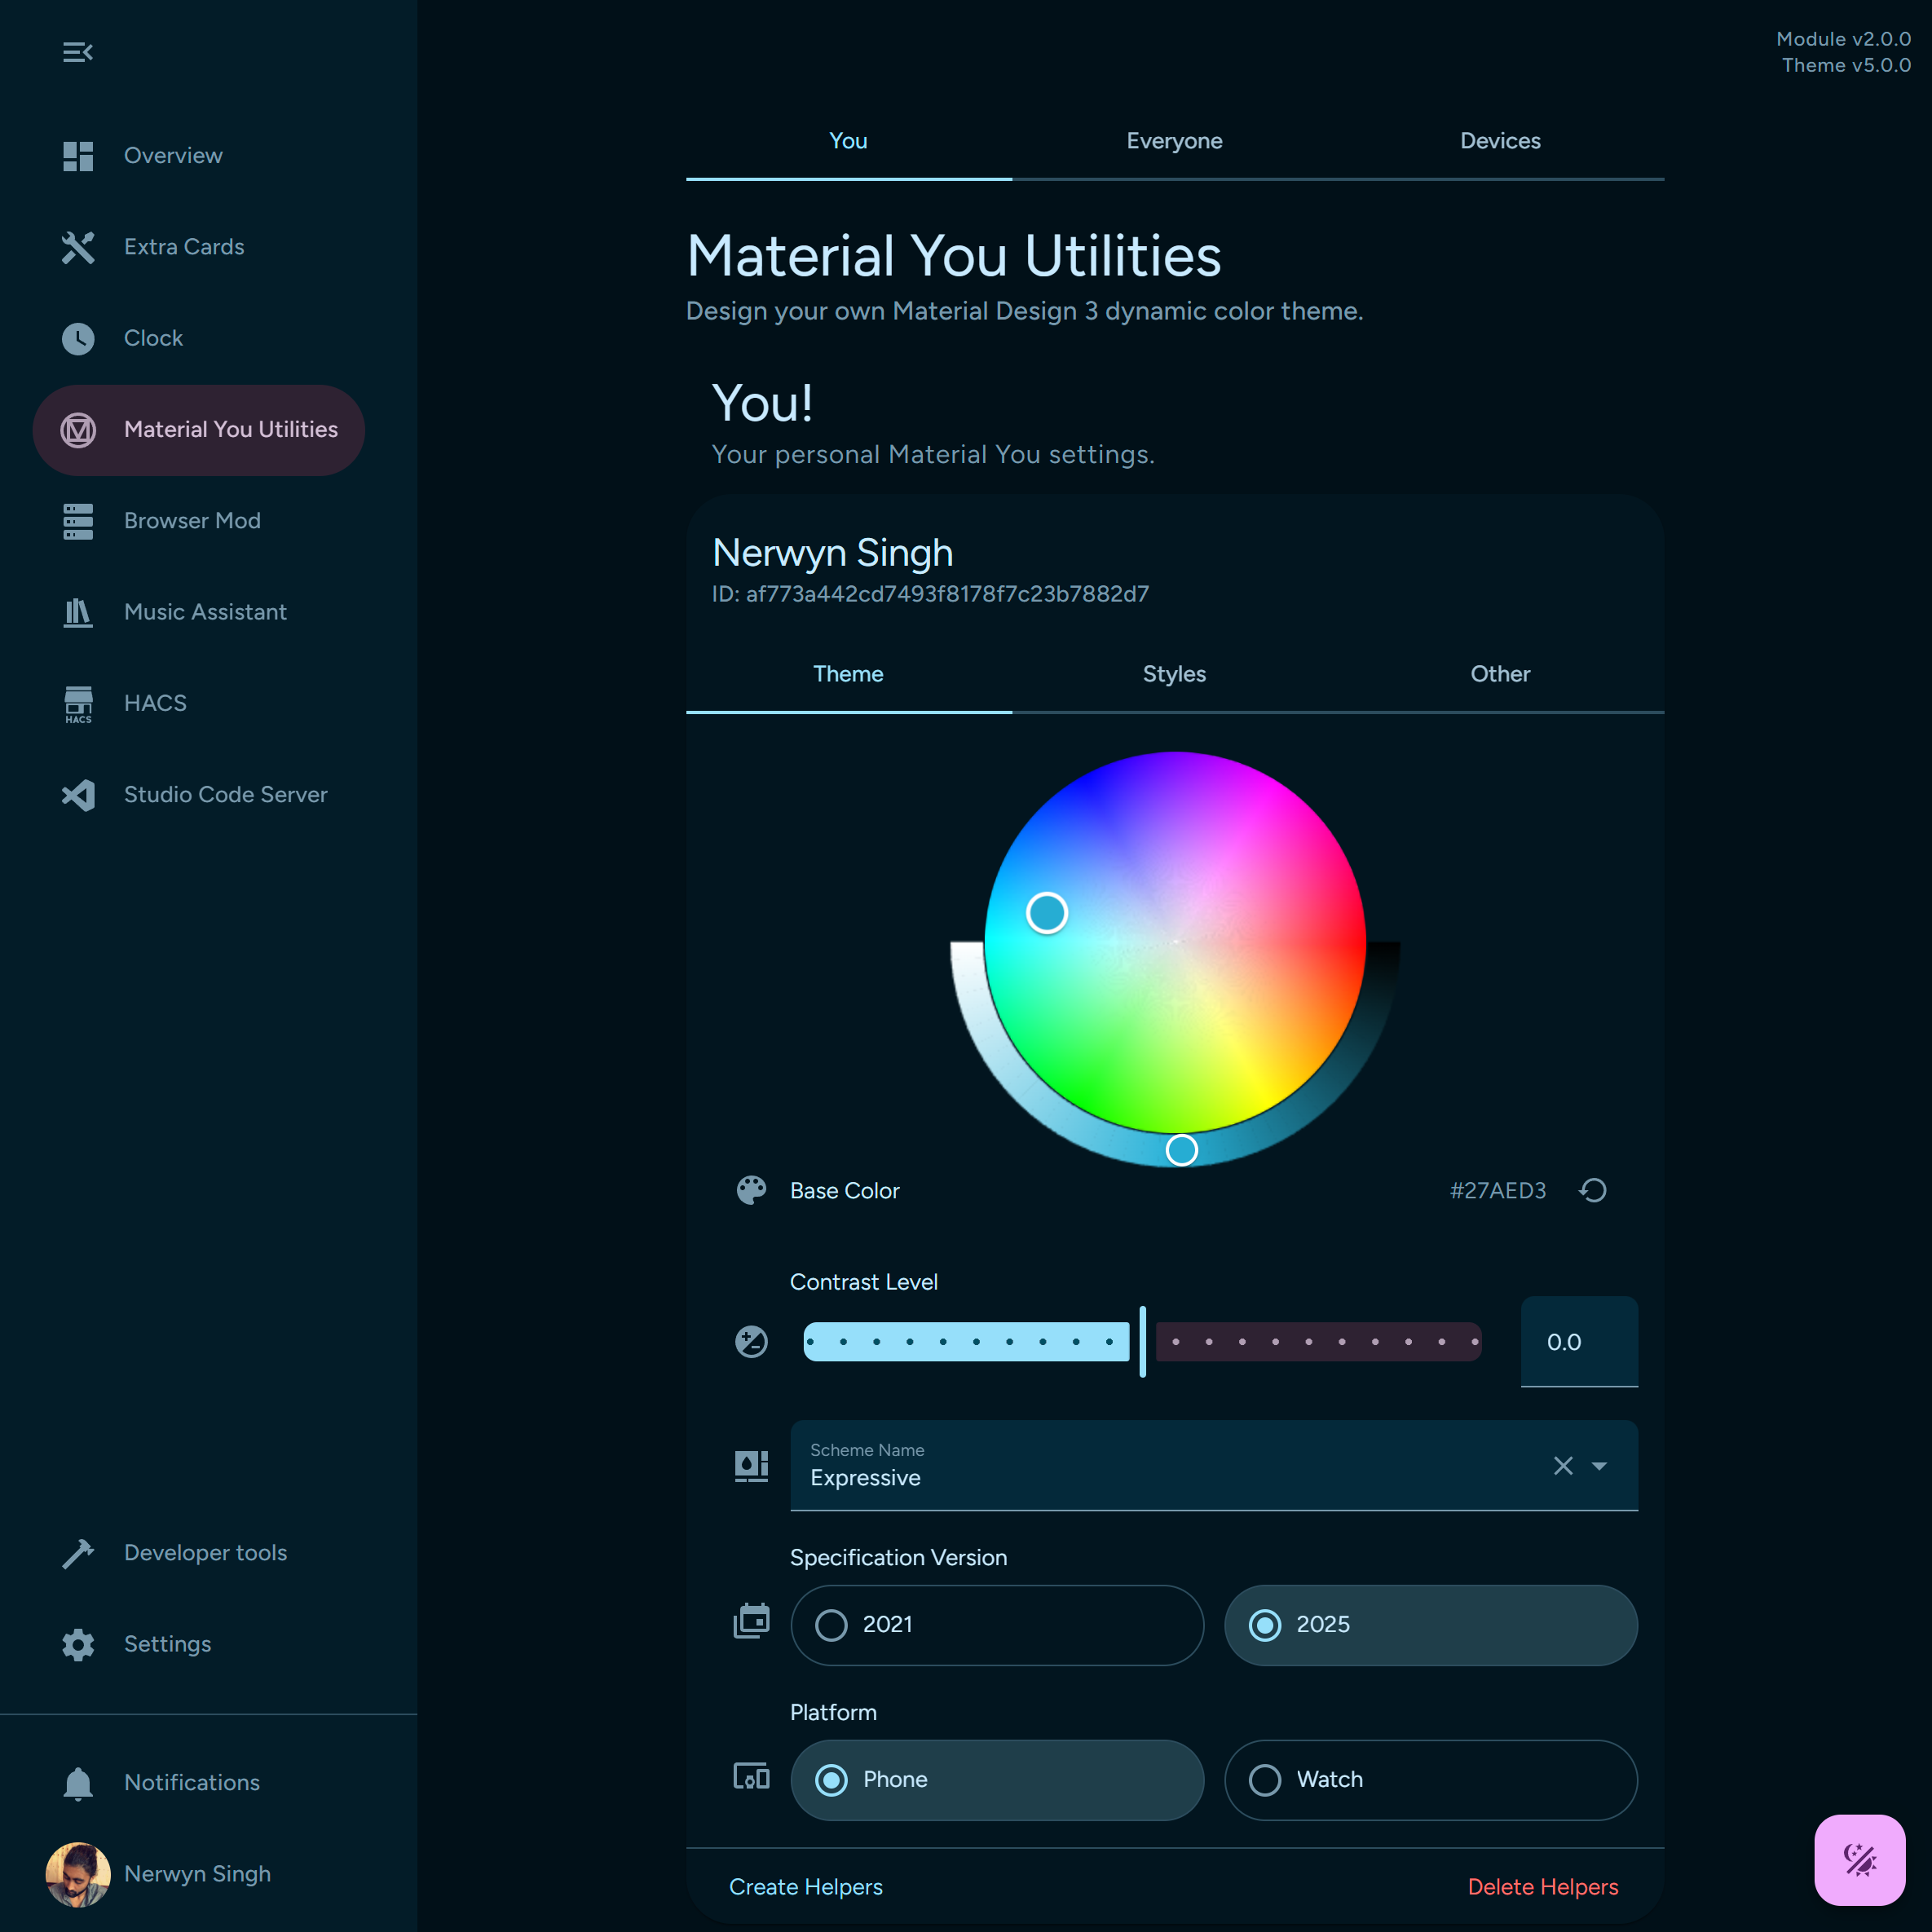 Module v2.0.0
Theme v5.0.0
Overview
Extra Cards
Clock
Material You Utilities
Browser Mod
Music Assistant
HACS
HACS
Studio Code Server
Developer tools
Settings
Notifications
Nerwyn Singh
You
Everyone
Devices
Material You Utilities
Design your own Material Design 3 dynamic color theme.
You!
Your personal Material You settings.
Nerwyn Singh
ID: af773a442cd7493f8178f7c23b7882d7
Theme
Styles
Other
Base Color
#27AED3
Contrast Level
0.0
Scheme Name
Expressive
Specification Version
2021
2025
Platform
Phone
Watch
Create Helpers
Delete Helpers